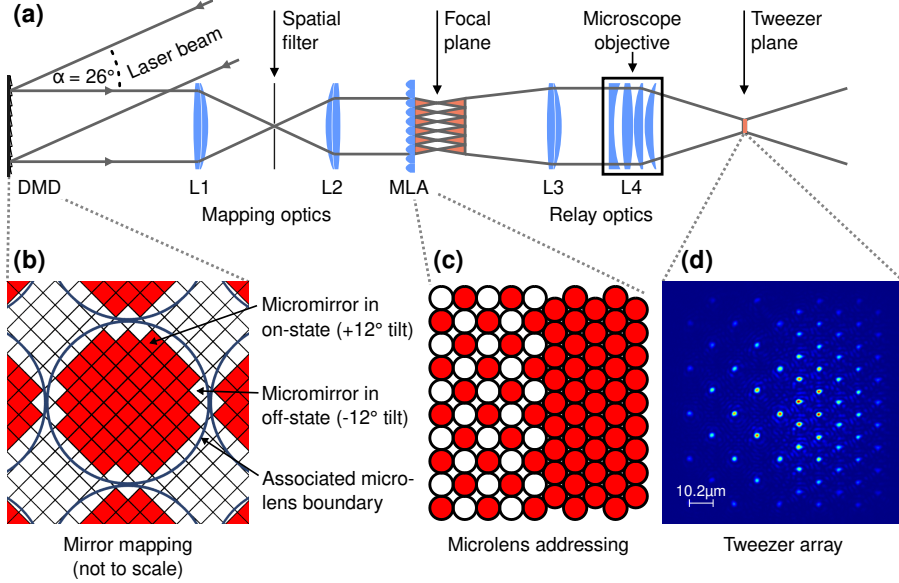 (a)
Laser beam
α = 26°
Spatial
filter
Focal
plane
Microscope
objective
Tweezer
plane
DMD
L1
L2
MLA
L3
L4
Mapping optics
Relay optics
(b)
Micromirror in
on-state (+12° tilt)
Micromirror in
off-state (-12° tilt)
Associated micro-
lens boundary
Mirror mapping
(not to scale)
(c)
Microlens addressing
(d)
10.2μm
Tweezer array